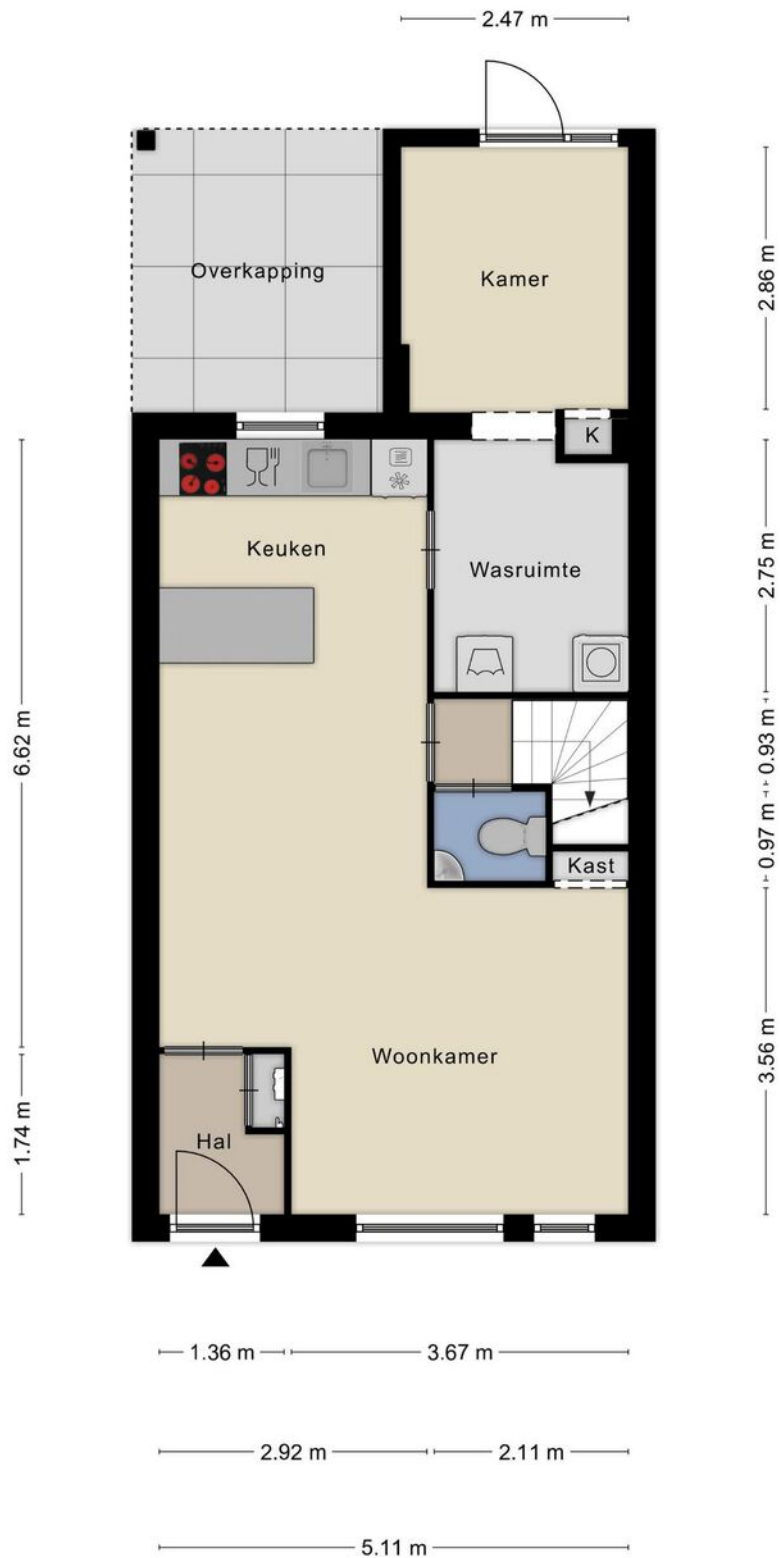 2.47 m
Overkapping
Kamer
2.86 m
K
Keuken
Wasruimte
2.75 m
6.62 m
0.93 m
0.97 m
Kast
Woonkamer
3.56 m
Hal
1.74 m
1.36 m
3.67 m
2.92 m
2.11 m
5.11 m